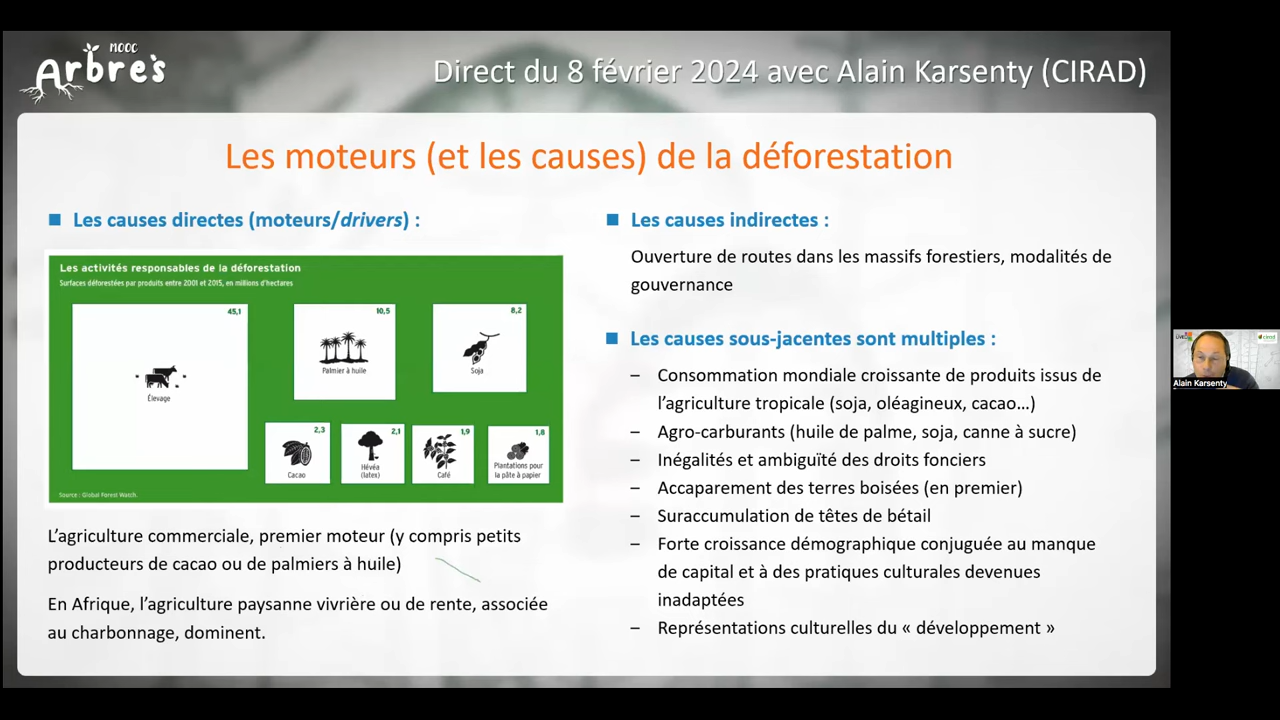 MOOC
Arbres
Direct du 8 février 2024 avec Alain Karsenty (CIRAD)
Les moteurs (et les causes) de la déforestation
Les causes directes (moteurs/drivers) :
Les activités responsables de la déforestation
Surfaces déforestées par produits entre 2001 et 2015, en millions d'hectares
45,1
Élevage
10,5
Palmier à huile
8,2
Soja
2,3
Cacao
2,1
Hévéa
(latex)
1,9
Café
1,8
Plantations pour
la pâte à papier
Source : Global Forest Watch.
L'agriculture commerciale, premier moteur (y compris petits
producteurs de cacao ou de palmiers à huile)
En Afrique, l'agriculture paysanne vivrière ou de rente, associée
au charbonnage, dominent.
Les causes indirectes :
Ouverture de routes dans les massifs forestiers, modalités de
gouvernance
Les causes sous-jacentes sont multiples :
– Consommation mondiale croissante de produits issus de
l'agriculture tropicale (soja, oléagineux, cacao…)
– Agro-carburants (huile de palme, soja, canne à sucre)
– Inégalités et ambiguïté des droits fonciers
– Accaparement des terres boisées (en premier)
– Suraccumulation de têtes de bétail
– Forte croissance démographique conjuguée au manque
de capital et à des pratiques culturales devenues
inadaptées
– Représentations culturelles du « développement »
cirad
Alain Karsenty